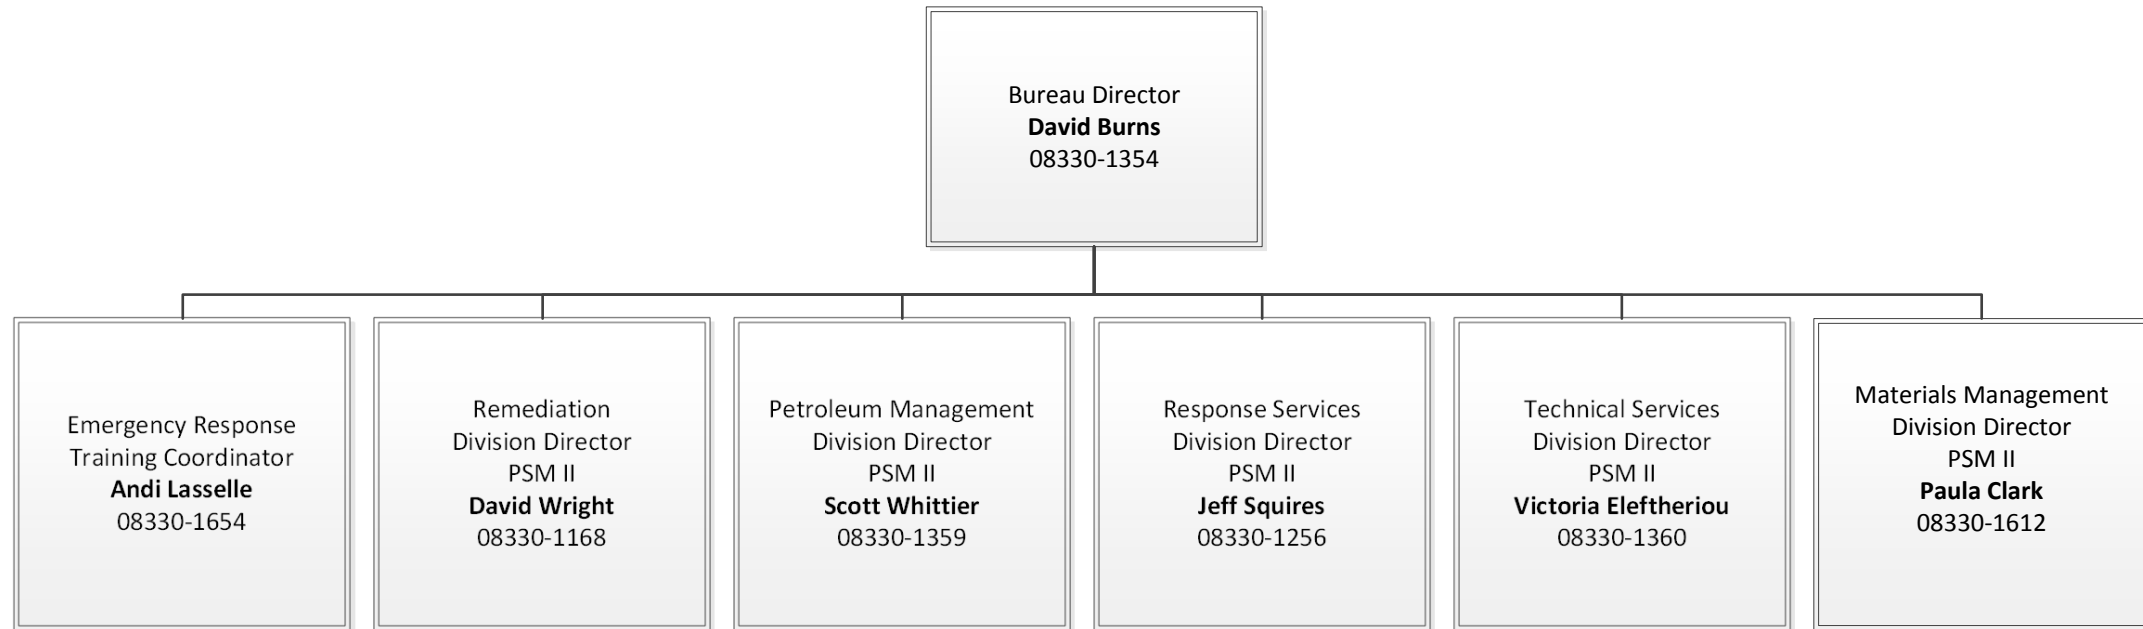 Bureau Director
David Burns
08330-1354
Emergency Response
Training Coordinator
Andi Lasselle
08330-1654
Remediation
Division Director
PSM II
David Wright
08330-1168
Petroleum Management
Division Director
PSM II
Scott Whittier
08330-1359
Response Services
Division Director
PSM II
Jeff Squires
08330-1256
Technical Services
Division Director
PSM II
Victoria Eleftheriou
08330-1360
Materials Management
Division Director
PSM II
Paula Clark
08330-1612